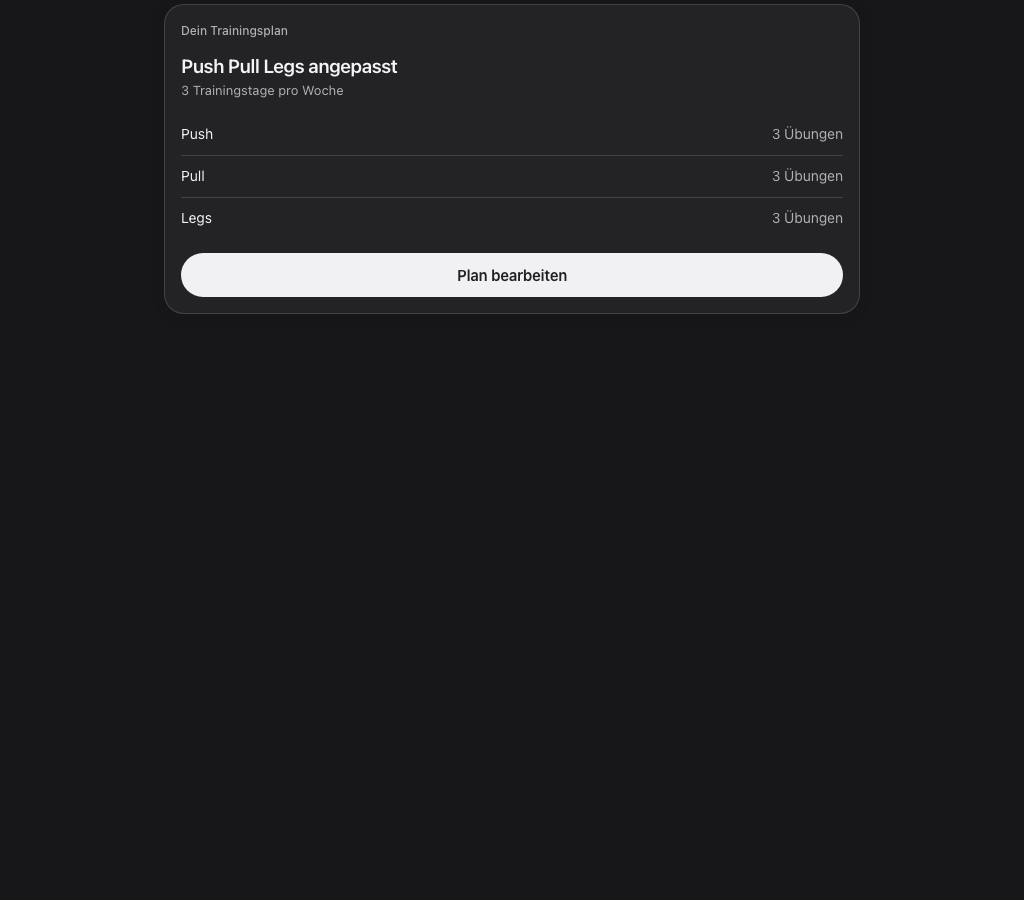 Dein Trainingsplan
Push Pull Legs angepasst
3 Trainingstage pro Woche
Push 3 Übungen
Pull 3 Übungen
Legs 3 Übungen
Plan bearbeiten